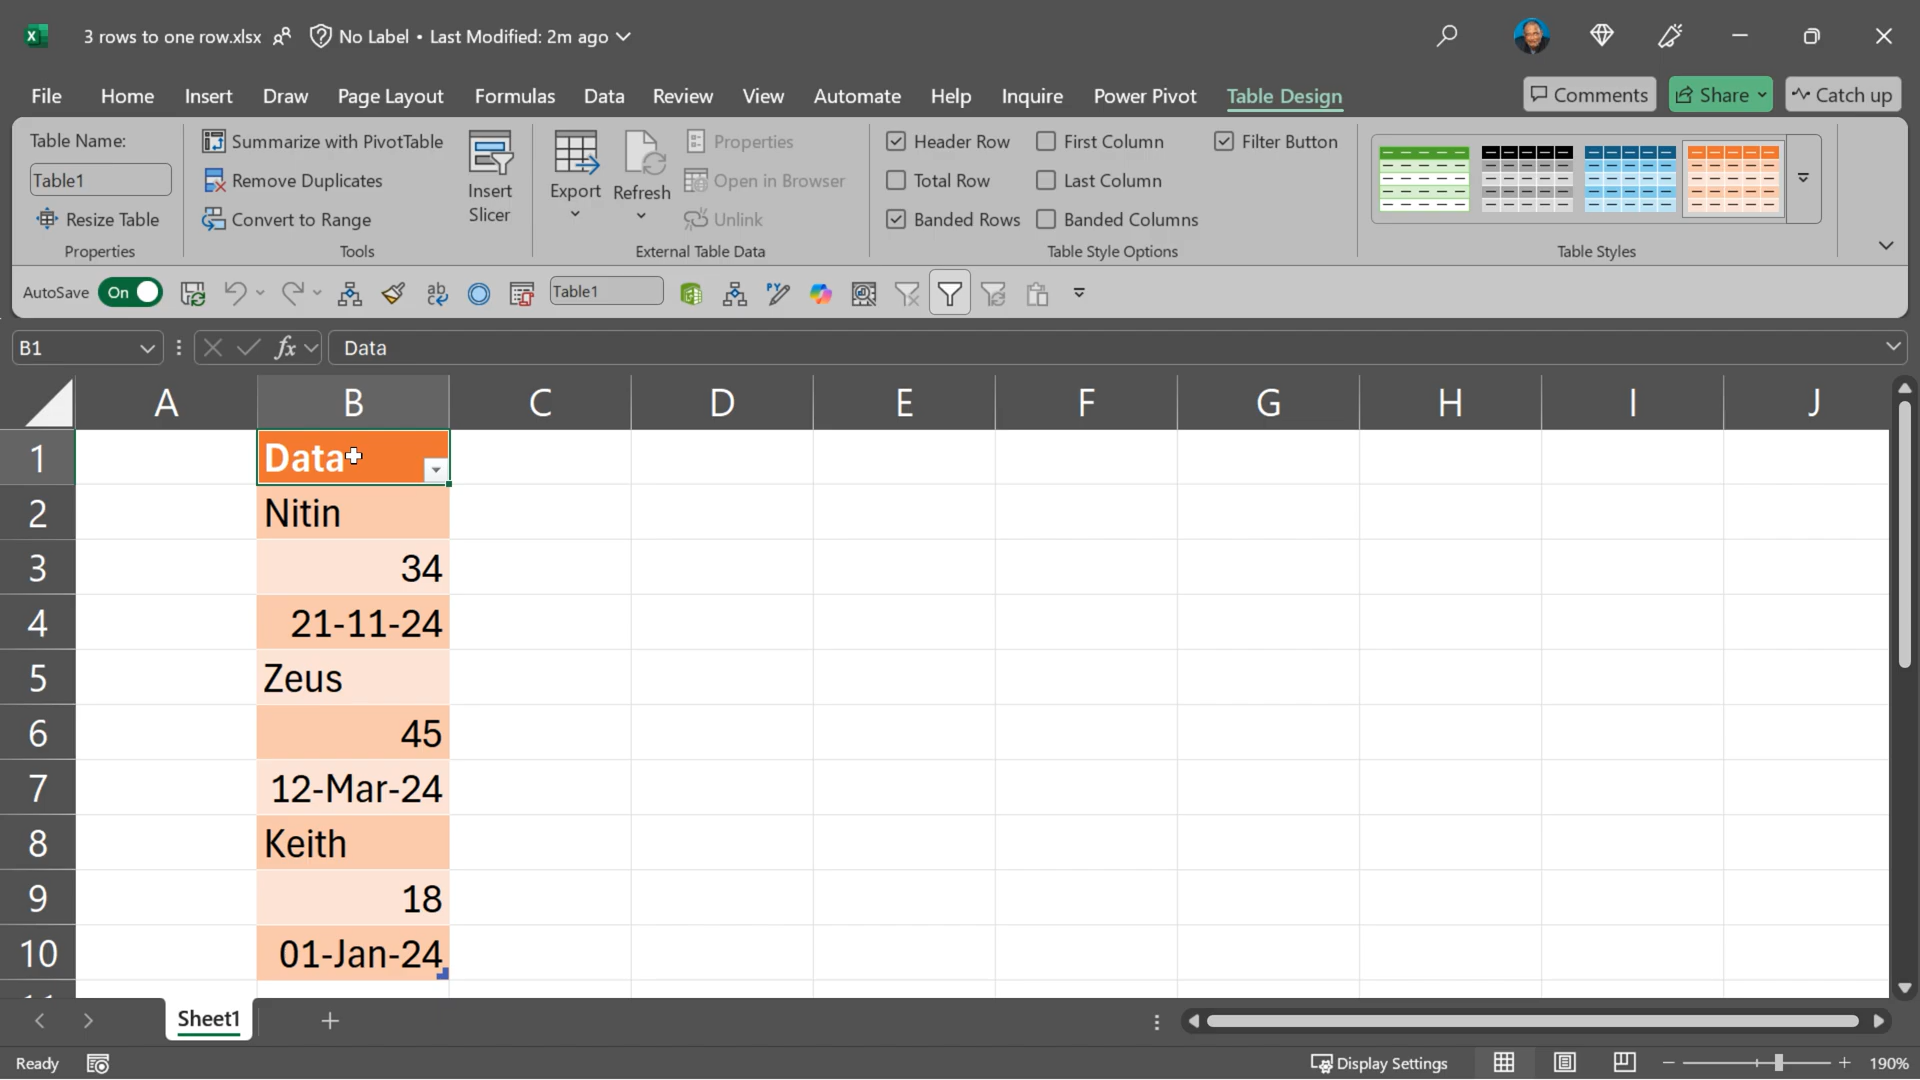 3 rows to one row.xlsx No Label • Last Modified: 2m ago
File Home Insert Draw Page Layout Formulas Data Review View Automate Help Inquire Power Pivot Table Design Comments Share Catch up
Table Name:
Table1
Resize Table
Properties
Summarize with PivotTable
Remove Duplicates
Convert to Range
Tools
Insert
Slicer
Export
Refresh
Properties
Open in Browser
Unlink
External Table Data
Header Row
Total Row
Banded Rows
First Column
Last Column
Banded Columns
Filter Button
Table Style Options
Table Styles
AutoSave On Table1
B1 fx Data
A B C D E F G H I J
1 Data
2 Nitin
3 34
4 21-11-24
5 Zeus
6 45
7 12-Mar-24
8 Keith
9 18
10 01-Jan-24
Sheet1
Ready Display Settings 190%